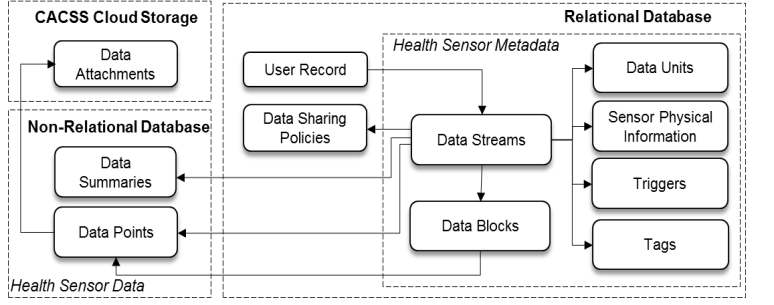 CACSS Cloud Storage
Data
Attachments
Non-Relational Database
Data
Summaries
Data Points
Health Sensor Data
Relational Database
Health Sensor Metadata
User Record
Data Sharing
Policies
Data Streams
Data Blocks
Data Units
Sensor Physical
Information
Triggers
Tags